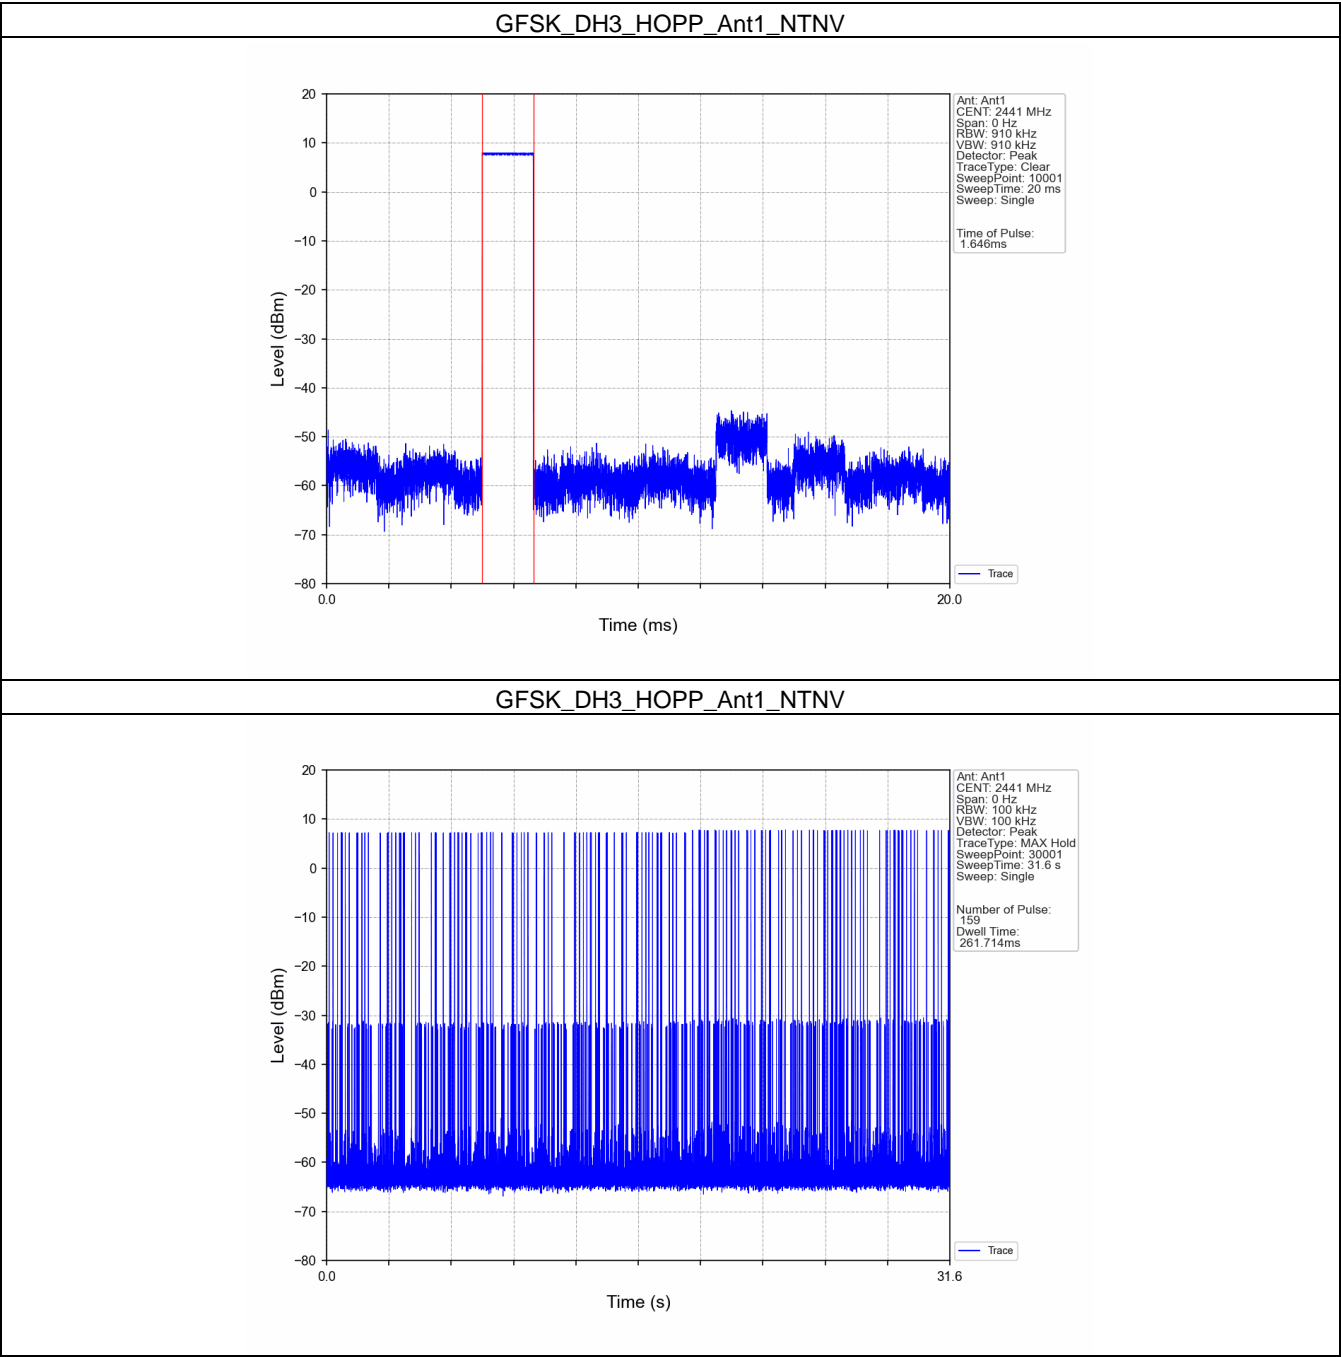 GFSK_DH3_HOPP_Ant1_NTNV
20
10
0
−10
−20
−30
−40
−50
−60
−70
−80
Level (dBm)
0.0
20.0
Time (ms)
Ant: Ant1
CENT: 2441 MHz
Span: 0 Hz
RBW: 910 kHz
VBW: 910 kHz
Detector: Peak
TraceType: Clear
SweepPoint: 10001
SweepTime: 20 ms
Sweep: Single
Time of Pulse:
1.646ms
Trace
GFSK_DH3_HOPP_Ant1_NTNV
20
10
0
−10
−20
−30
−40
−50
−60
−70
−80
Level (dBm)
0.0
31.6
Time (s)
Ant: Ant1
CENT: 2441 MHz
Span: 0 Hz
RBW: 100 kHz
VBW: 100 kHz
Detector: Peak
TraceType: MAX Hold
SweepPoint: 30001
SweepTime: 31.6 s
Sweep: Single
Number of Pulse:
159
Dwell Time:
261.714ms
Trace